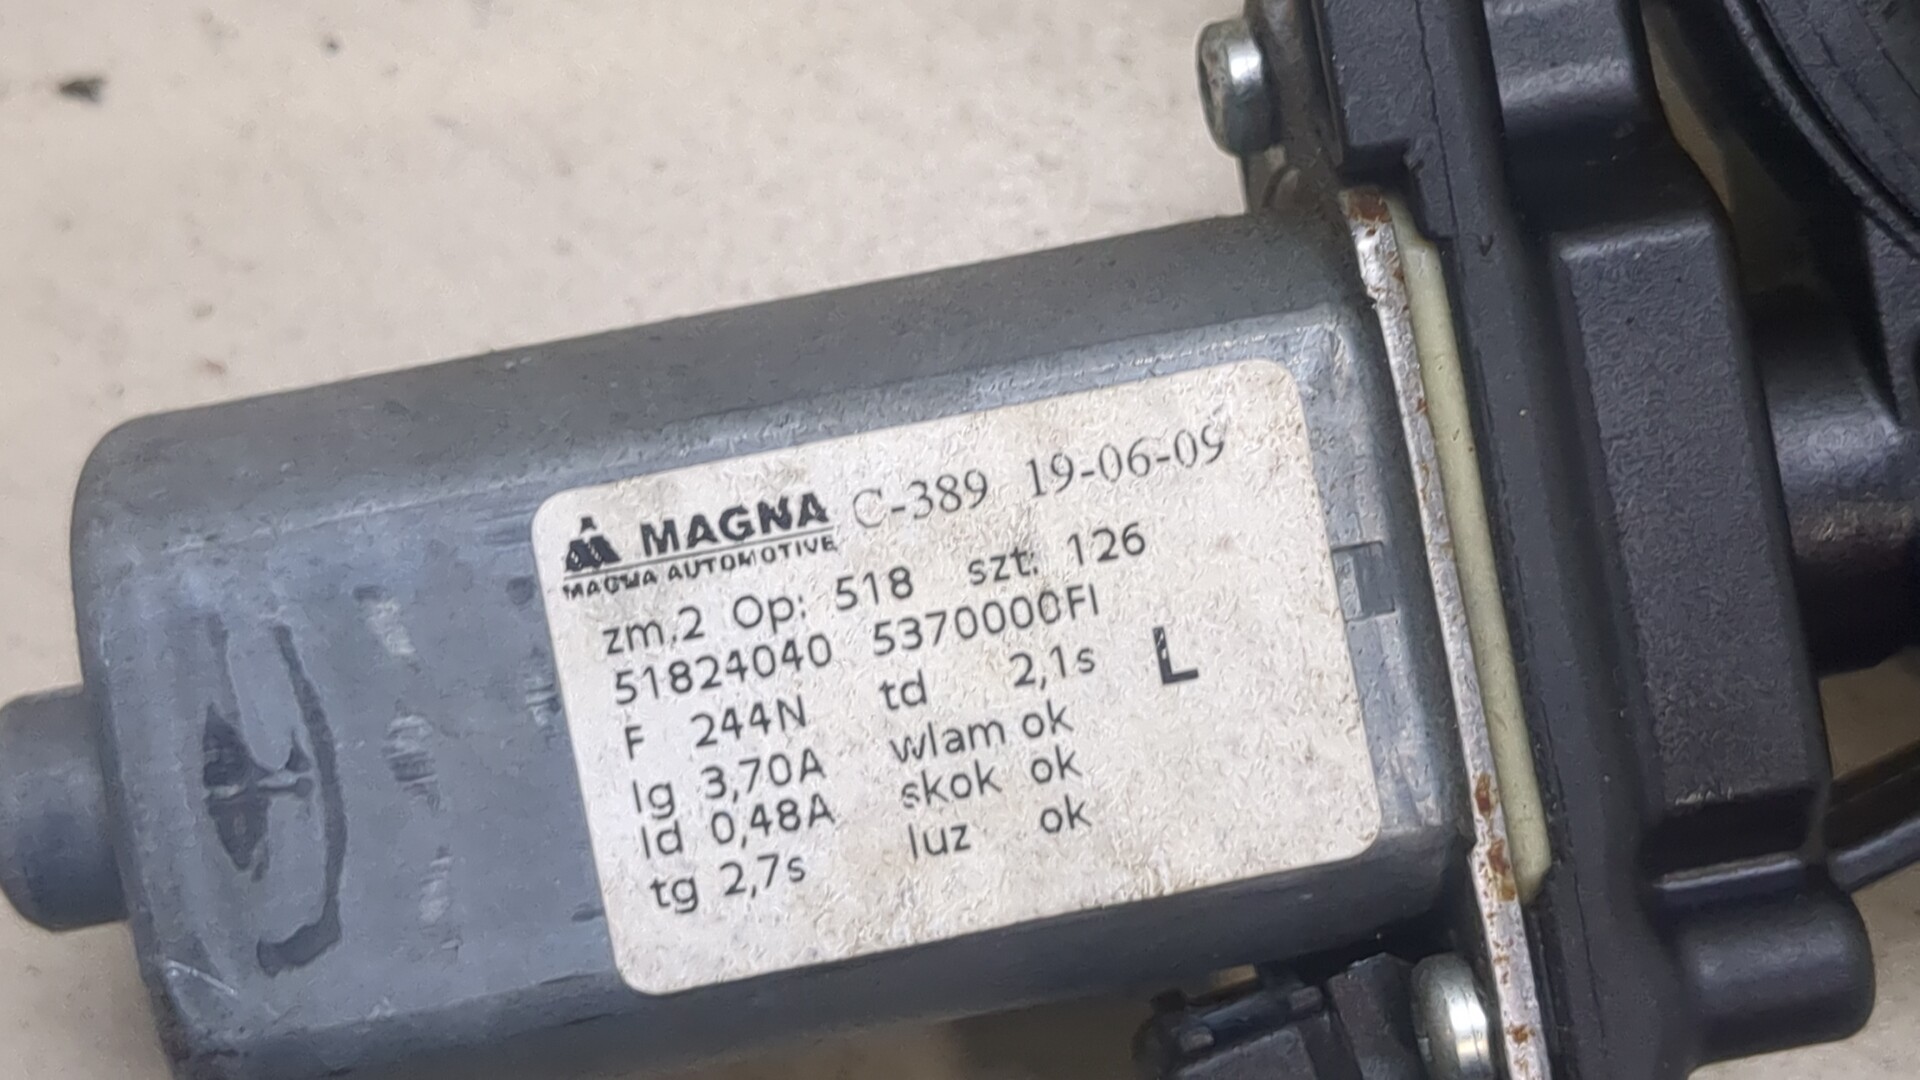 MAGNA C-389 19-06-09
MAGNA AUTOMOTIVE
zm.2 Op: 518 szt: 126
51824040 5370000FI
F 244N td 2,1s L
Ig 3,70A wlam ok
Id 0,48A skok ok
tg 2,7s luz ok